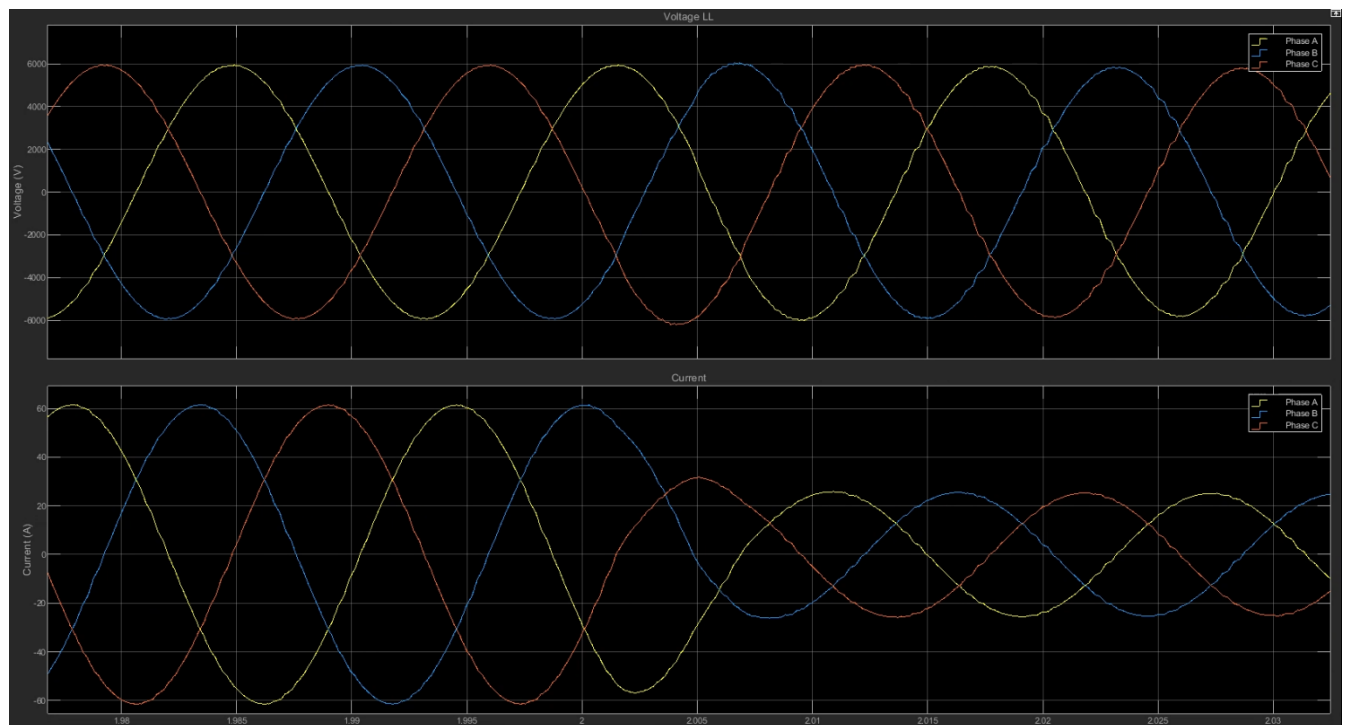 Voltage LL
Phase A
Phase B
Phase C
6000
4000
2000
0
-2000
-4000
-6000
Voltage (V)
Current
Phase A
Phase B
Phase C
60
40
20
0
-20
-40
-60
Current (A)
1.98 1.985 1.99 1.995 2 2.005 2.01 2.015 2.02 2.025 2.03